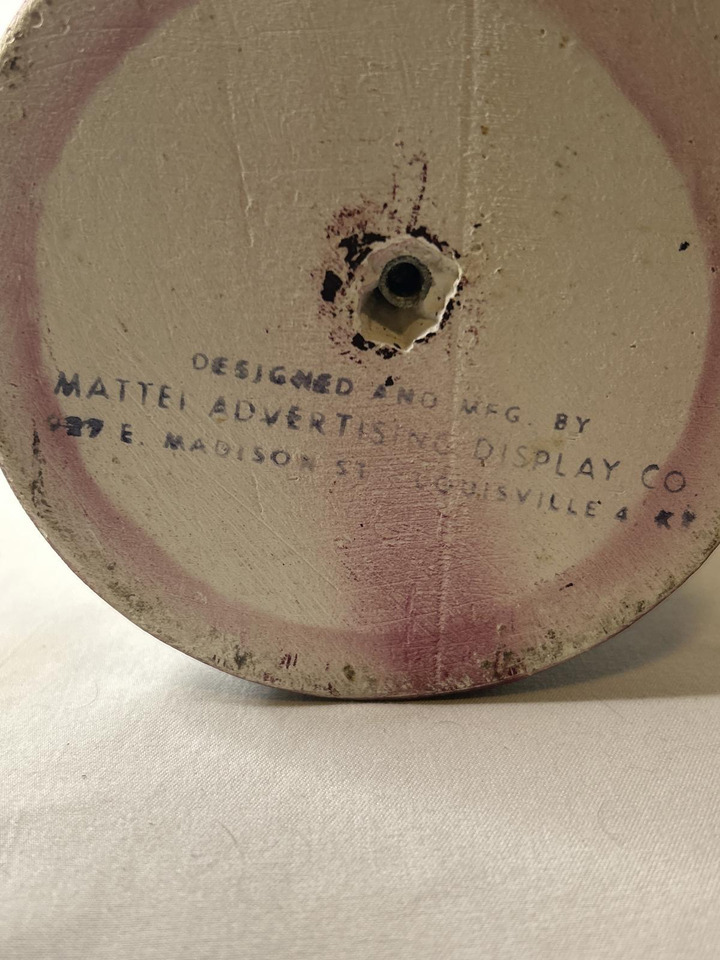 DESIGNED AND MFG. BY
MATTEI ADVERTISING DISPLAY CO
E. MADISON ST LOUISVILLE 4, KY